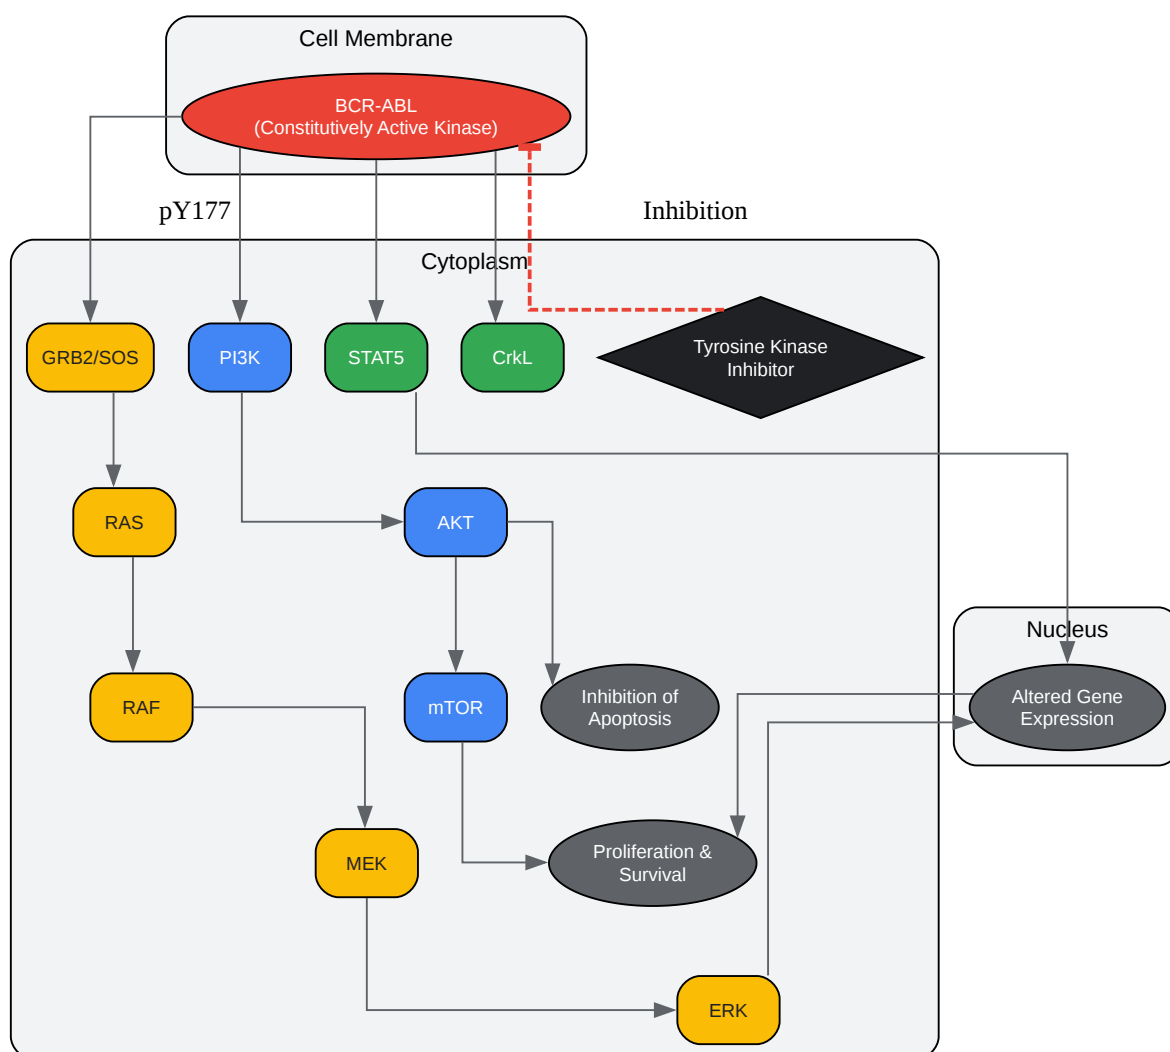 Cell Membrane
BCR-ABL
(Constitutively Active Kinase)
pY177
Inhibition
Cytoplasm
GRB2/SOS
PI3K
STAT5
CrkL
Tyrosine Kinase
Inhibitor
RAS
AKT
Nucleus
RAF
mTOR
Inhibition of
Apoptosis
Altered Gene
Expression
MEK
Proliferation &
Survival
ERK